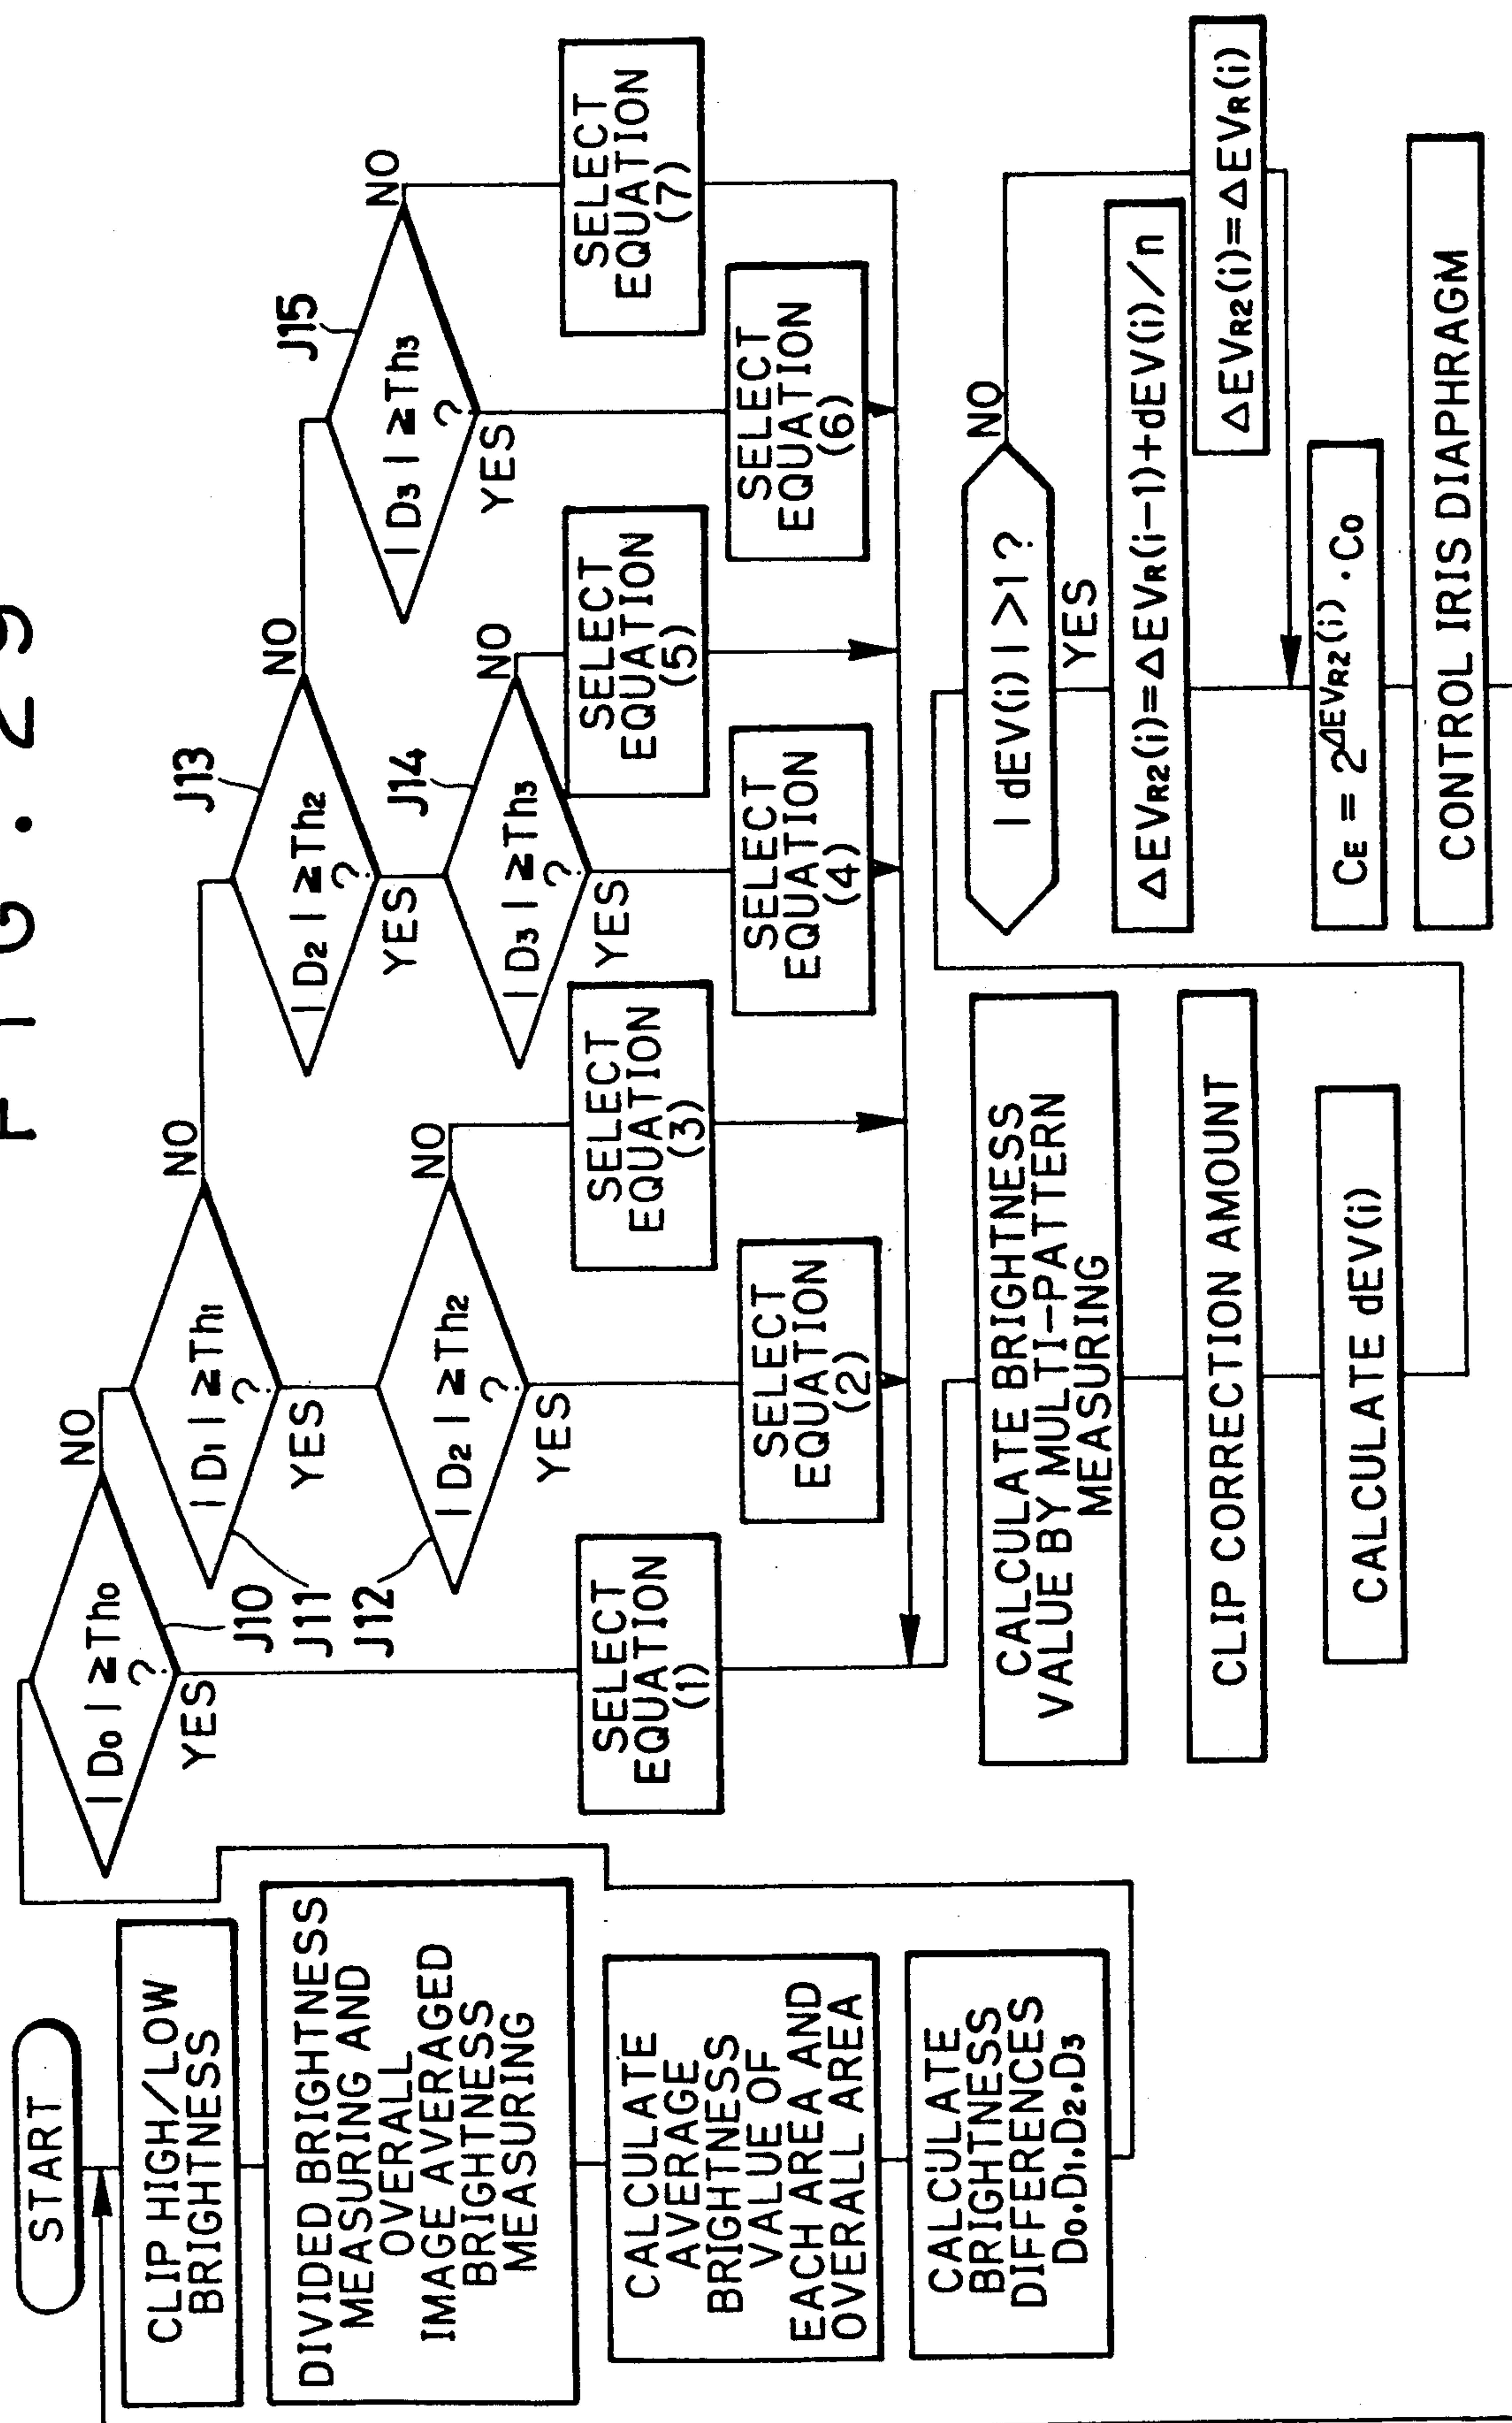 FIG. 29
START
CLIP HIGH/LOW
BRIGHTNESS
DIVIDED BRIGHTNESS
MEASURING AND
OVERALL
IMAGE AVERAGED
BRIGHTNESS
MEASURING
CALCULATE
AVERAGE
BRIGHTNESS
VALUE OF
EACH AREA AND
OVERALL AREA
CALCULATE
BRIGHTNESS
DIFFERENCES
D0.D1.D2.D3
|D0|≧Th0
?
NO
YES
J10
|D1|≧Th1
?
NO
YES
J11
|D2|≧Th2
?
NO
YES
J12
|D2|≧Th2
?
NO
YES
J13
|D3|≧Th3
?
NO
YES
J14
|D3|≧Th3
?
NO
YES
J15
SELECT
EQUATION
(1)
SELECT
EQUATION
(2)
SELECT
EQUATION
(3)
SELECT
EQUATION
(4)
SELECT
EQUATION
(5)
SELECT
EQUATION
(6)
SELECT
EQUATION
(7)
CALCULATE BRIGHTNESS
VALUE BY MULTI-PATTERN
MEASURING
CLIP CORRECTION AMOUNT
CALCULATE dEV(i)
|dEV(i)|>1?
NO
YES
ΔEVR2(i)=ΔEVR(i-1)+dEV(i)/n
ΔEVR2(i)=ΔEVR(i)
CE = 2^ΔEVR2(i)・C0
CONTROL IRIS DIAPHRAGM